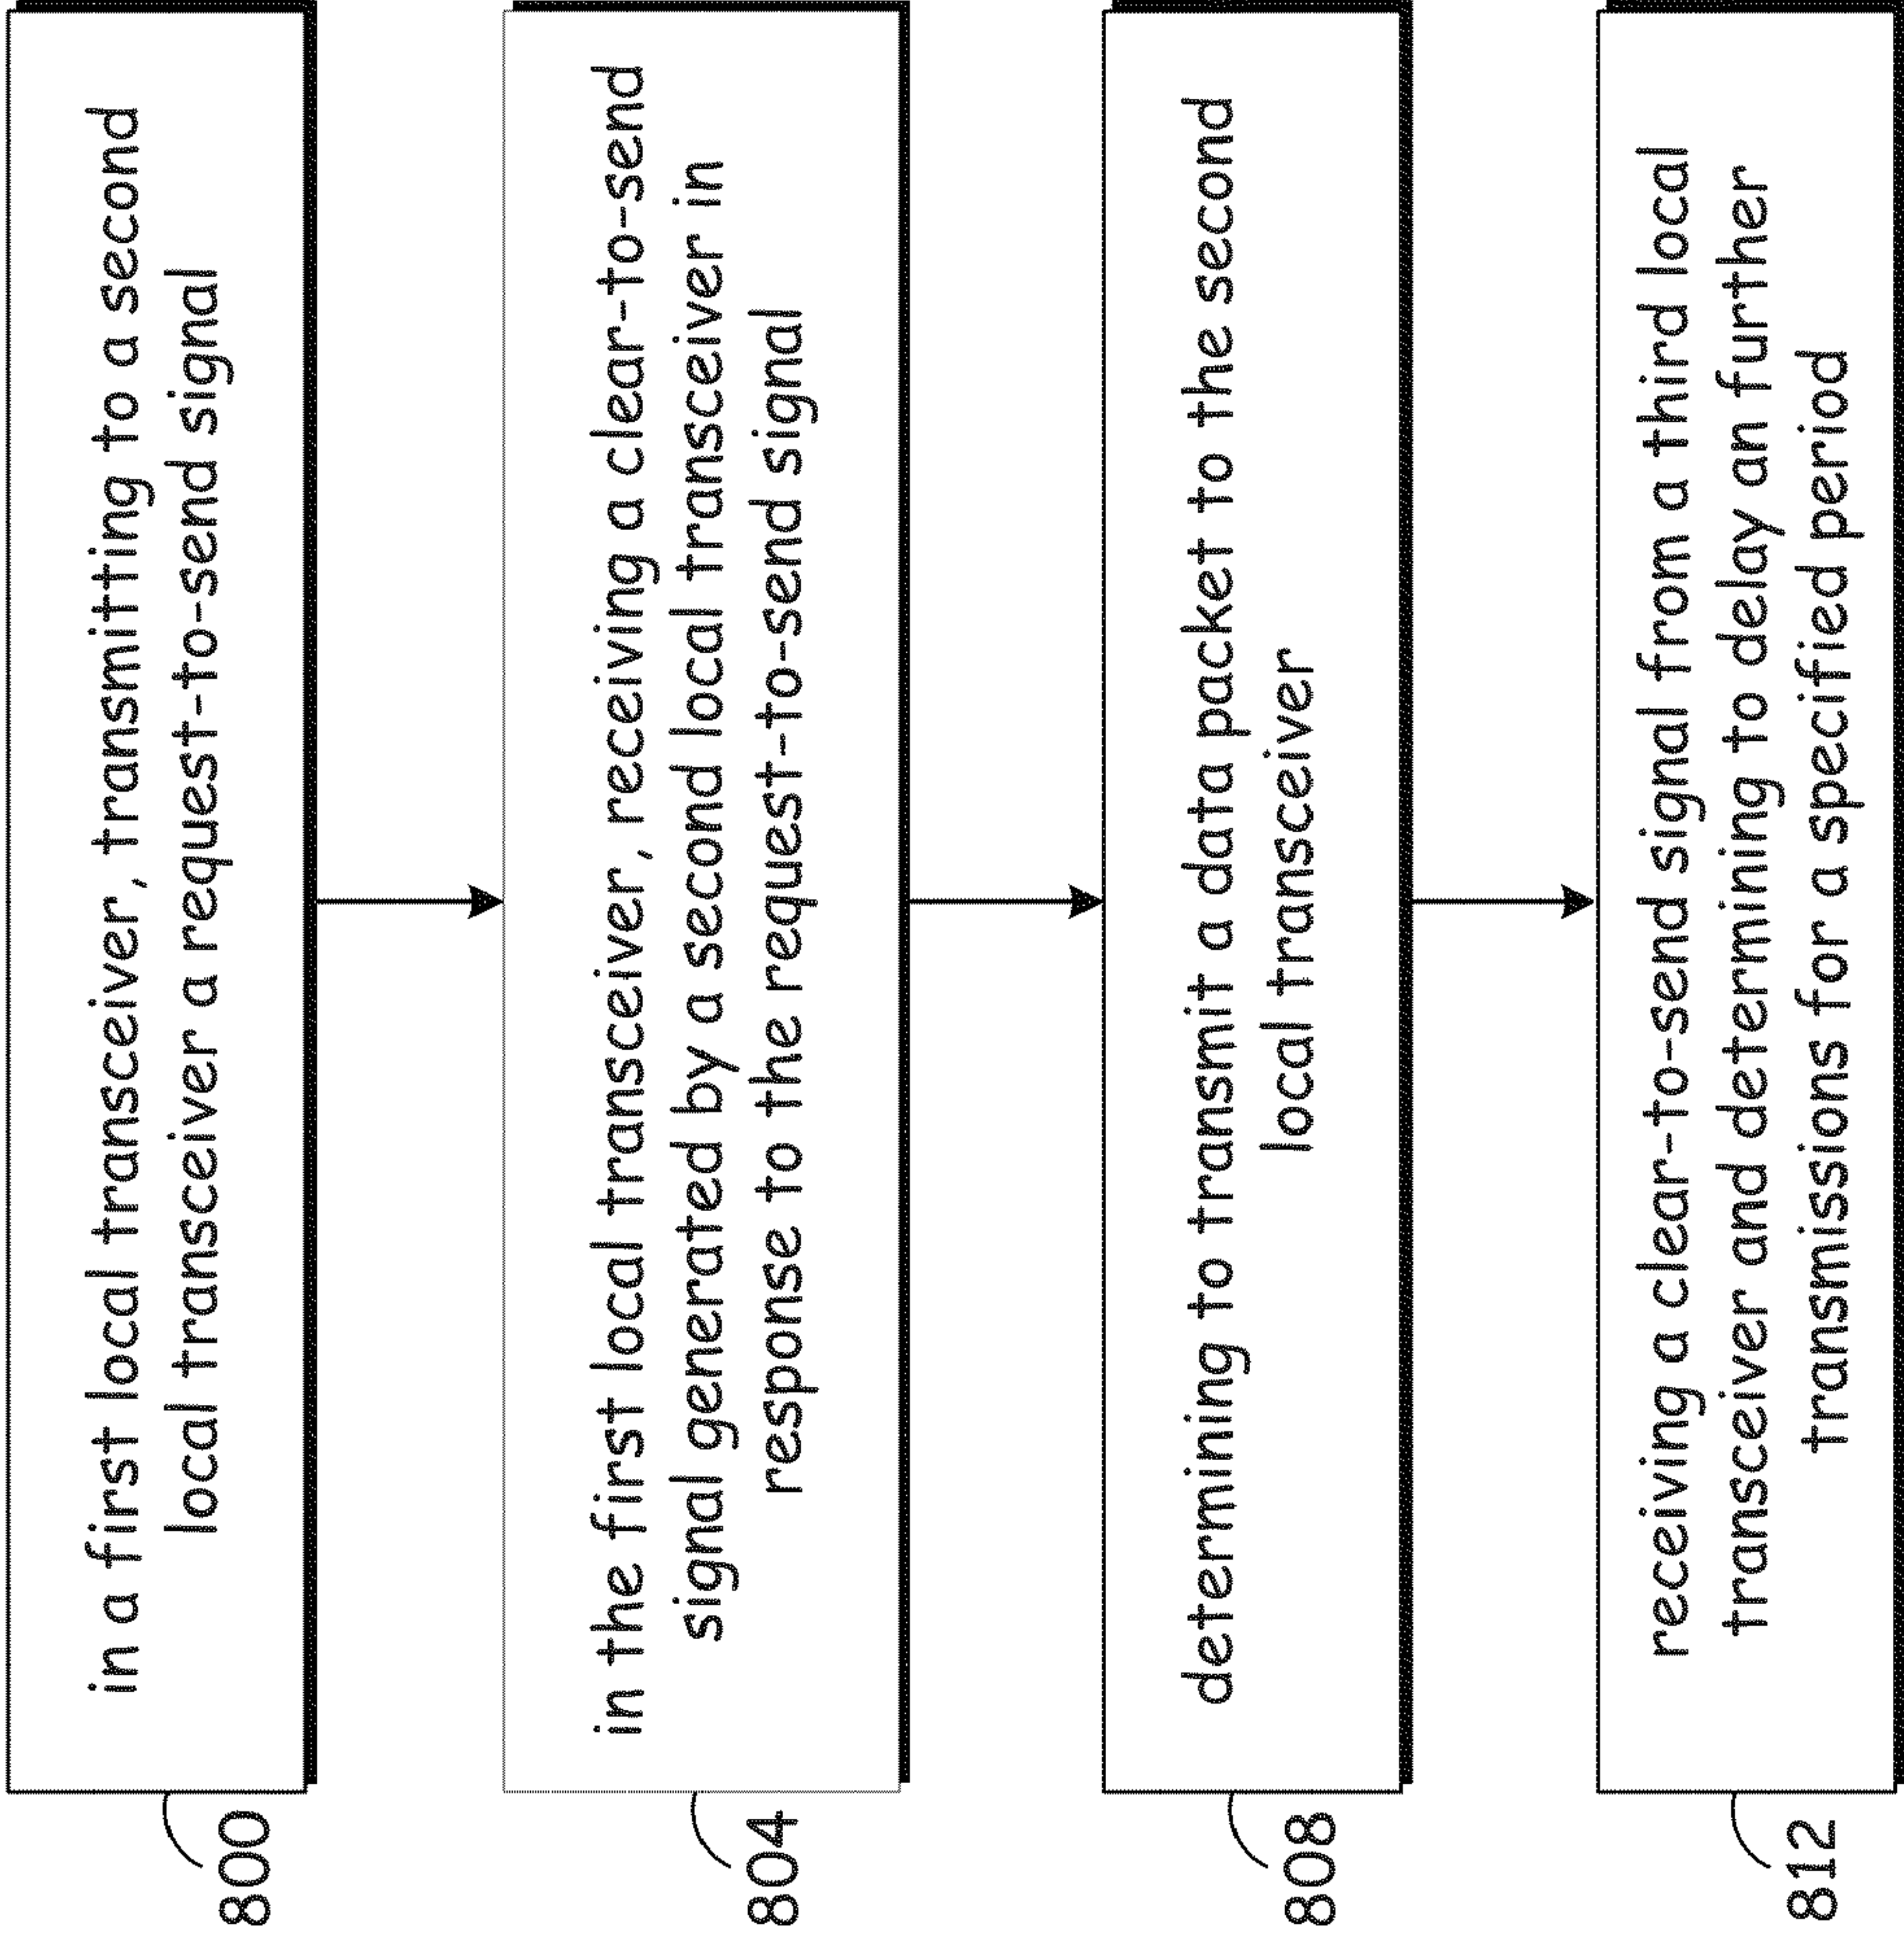 in a first local transceiver, transmitting to a second
local transceiver a request-to-send signal
800
in the first local transceiver, receiving a clear-to-send
signal generated by a second local transceiver in
response to the request-to-send signal
804
determining to transmit a data packet to the second
local transceiver
808
receiving a clear-to-send signal from a third local
transceiver and determining to delay an further
transmissions for a specified period
812